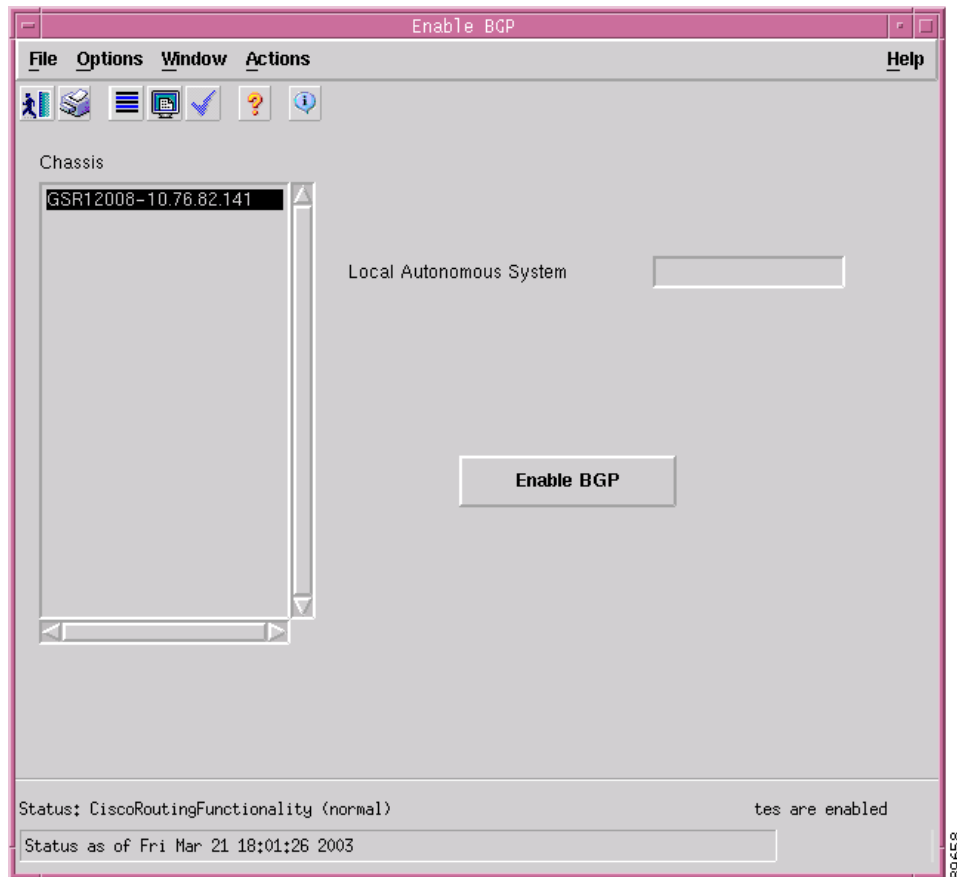 Enable BGP
File Options Window Actions Help
Chassis
GSR12008-10.76.82.141
Local Autonomous System
Enable BGP
Status: CiscoRoutingFunctionality (normal) tes are enabled
Status as of Fri Mar 21 18:01:26 2003
89658